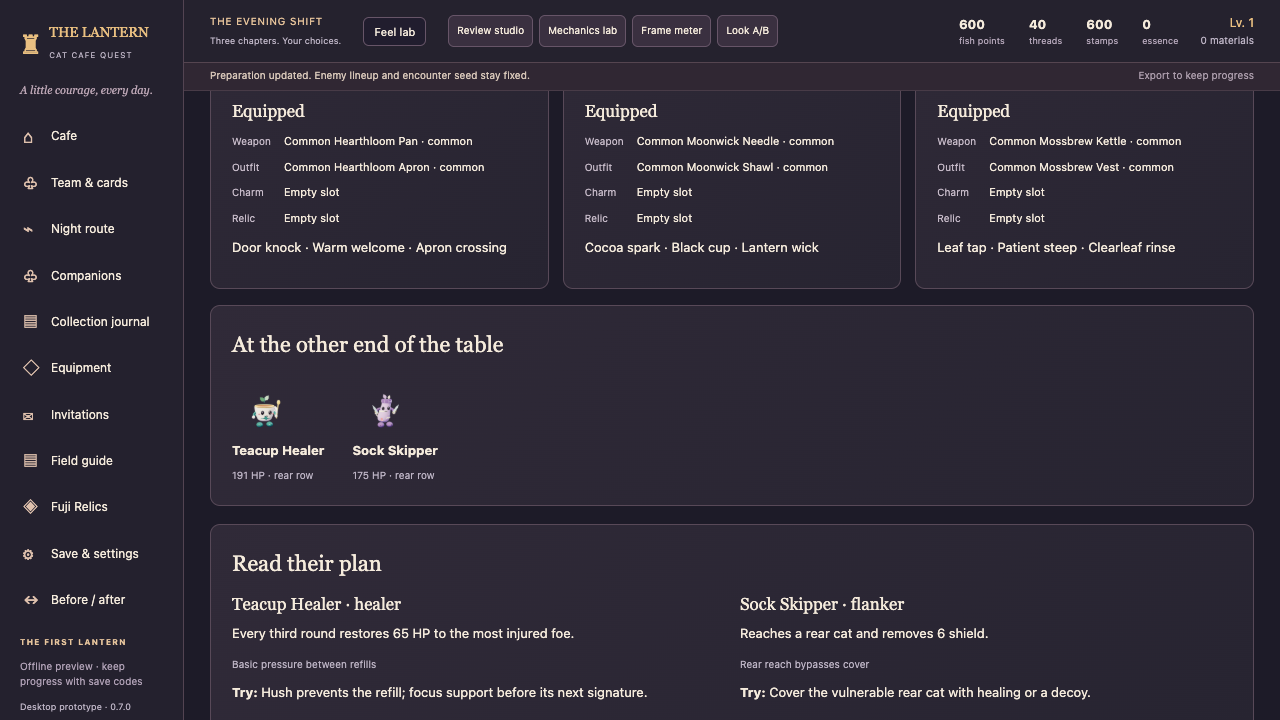 THE LANTERN
CAT CAFE QUEST
A little courage, every day.
Cafe
Team & cards
Night route
Companions
Collection journal
Equipment
Invitations
Field guide
Fuji Relics
Save & settings
Before / after
THE FIRST LANTERN
Offline preview · keep
progress with save codes
Desktop prototype · 0.7.0
THE EVENING SHIFT
Three chapters. Your choices.
Feel lab
Review studio
Mechanics lab
Frame meter
Look A/B
600
fish points
40
threads
600
stamps
0
essence
Lv. 1
0 materials
Preparation updated. Enemy lineup and encounter seed stay fixed.
Export to keep progress
Equipped
Weapon Common Hearthloom Pan · common
Outfit Common Hearthloom Apron · common
Charm Empty slot
Relic Empty slot
Door knock · Warm welcome · Apron crossing
Equipped
Weapon Common Moonwick Needle · common
Outfit Common Moonwick Shawl · common
Charm Empty slot
Relic Empty slot
Cocoa spark · Black cup · Lantern wick
Equipped
Weapon Common Mossbrew Kettle · common
Outfit Common Mossbrew Vest · common
Charm Empty slot
Relic Empty slot
Leaf tap · Patient steep · Clearleaf rinse
At the other end of the table
Teacup Healer
191 HP · rear row
Sock Skipper
175 HP · rear row
Read their plan
Teacup Healer · healer
Every third round restores 65 HP to the most injured foe.
Basic pressure between refills
Try: Hush prevents the refill; focus support before its next signature.
Sock Skipper · flanker
Reaches a rear cat and removes 6 shield.
Rear reach bypasses cover
Try: Cover the vulnerable rear cat with healing or a decoy.